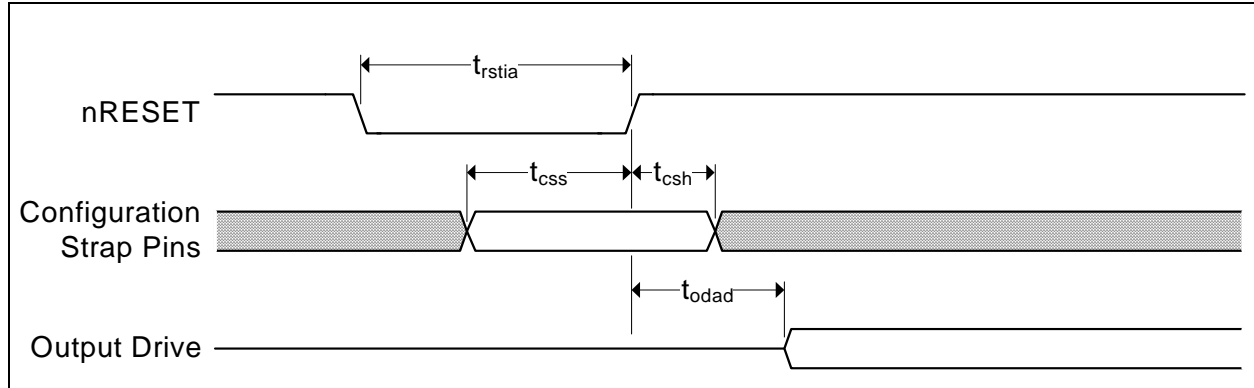 t_rstia
nRESET
t_css t_csh
Configuration
Strap Pins
t_odad
Output Drive